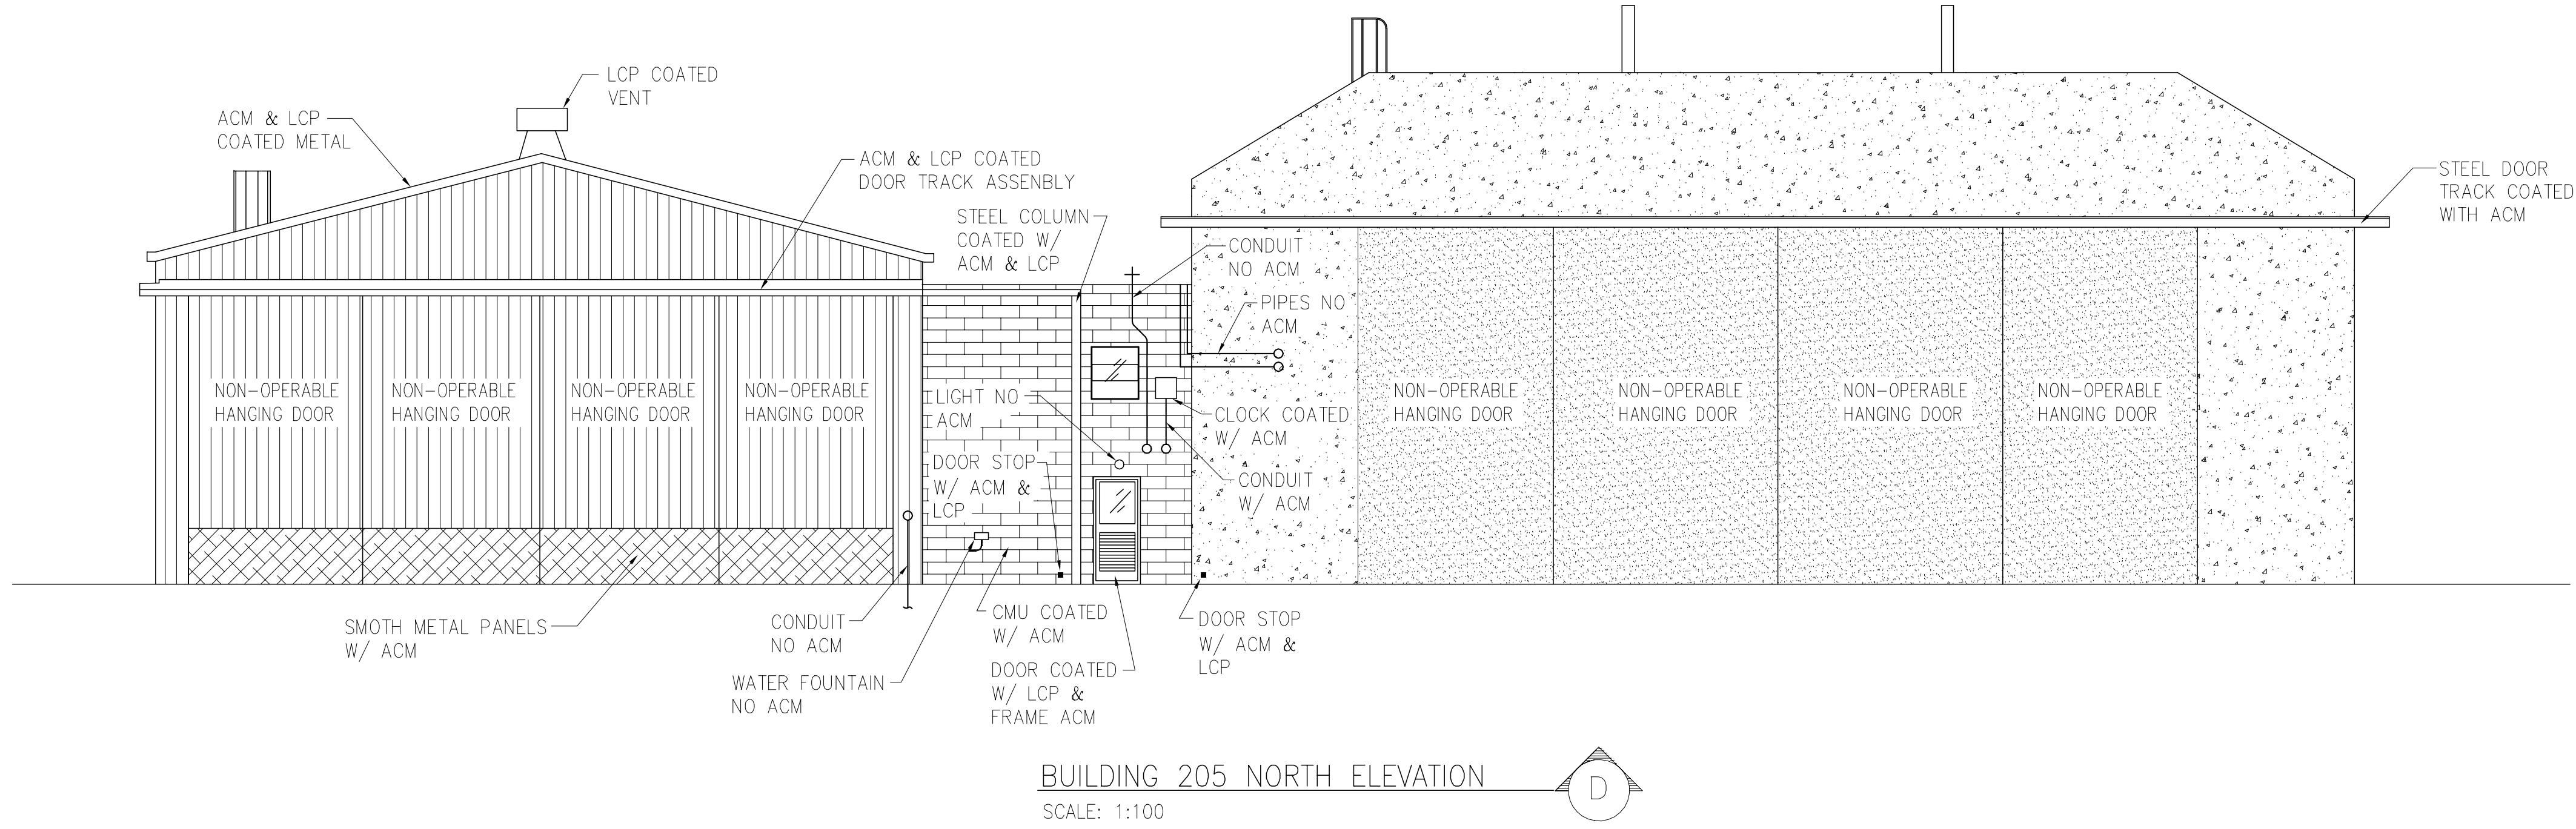 LCP COATED
VENT
ACM & LCP
COATED METAL
ACM & LCP COATED
DOOR TRACK ASSENBLY
STEEL DOOR
TRACK COATED
WITH ACM
STEEL COLUMN
COATED W/
ACM & LCP
CONDUIT
NO ACM
PIPES NO
ACM
NON-OPERABLE
HANGING DOOR
NON-OPERABLE
HANGING DOOR
NON-OPERABLE
HANGING DOOR
NON-OPERABLE
HANGING DOOR
LIGHT NO
ACM
CLOCK COATED
W/ ACM
NON-OPERABLE
HANGING DOOR
NON-OPERABLE
HANGING DOOR
NON-OPERABLE
HANGING DOOR
NON-OPERABLE
HANGING DOOR
DOOR STOP
W/ ACM &
LCP
CONDUIT
W/ ACM
SMOTH METAL PANELS
W/ ACM
CONDUIT
NO ACM
WATER FOUNTAIN
NO ACM
CMU COATED
W/ ACM
DOOR COATED
W/ LCP &
FRAME ACM
DOOR STOP
W/ ACM &
LCP
BUILDING 205 NORTH ELEVATION
D
SCALE: 1:100